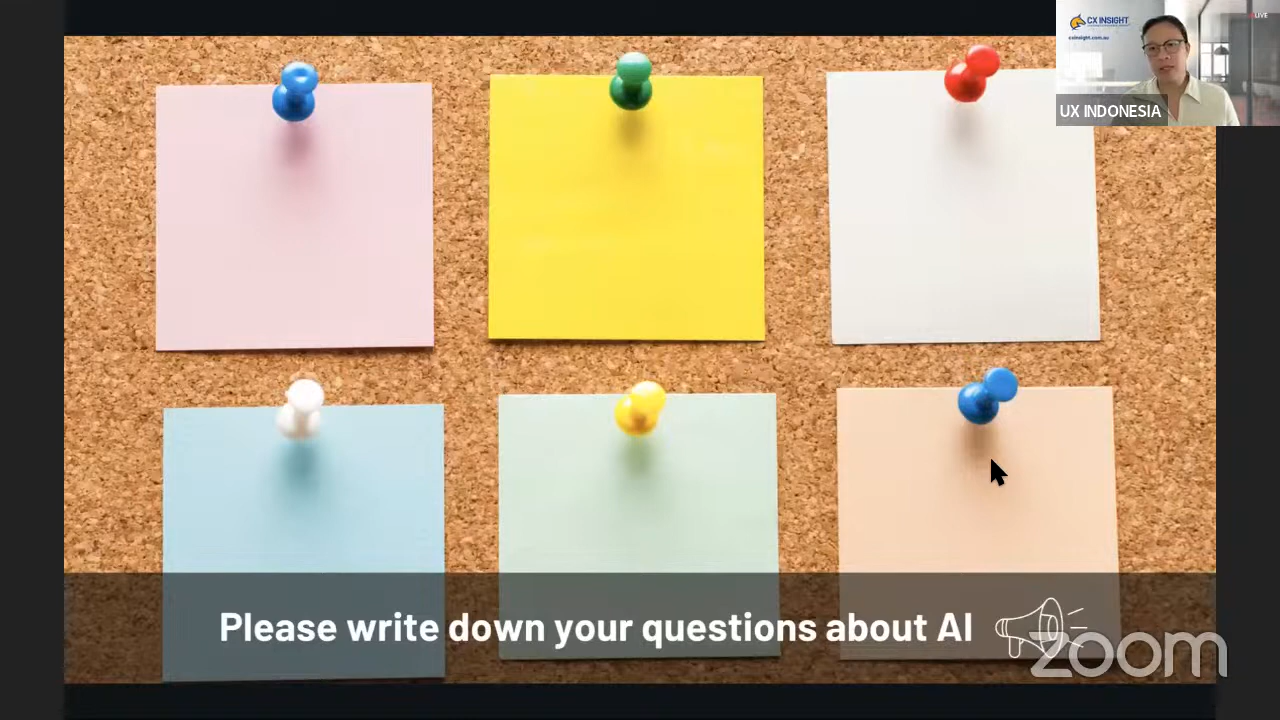 LIVE
CX INSIGHT
cxinsight.com.au
UX INDONESIA
Please write down your questions about AI
zoom